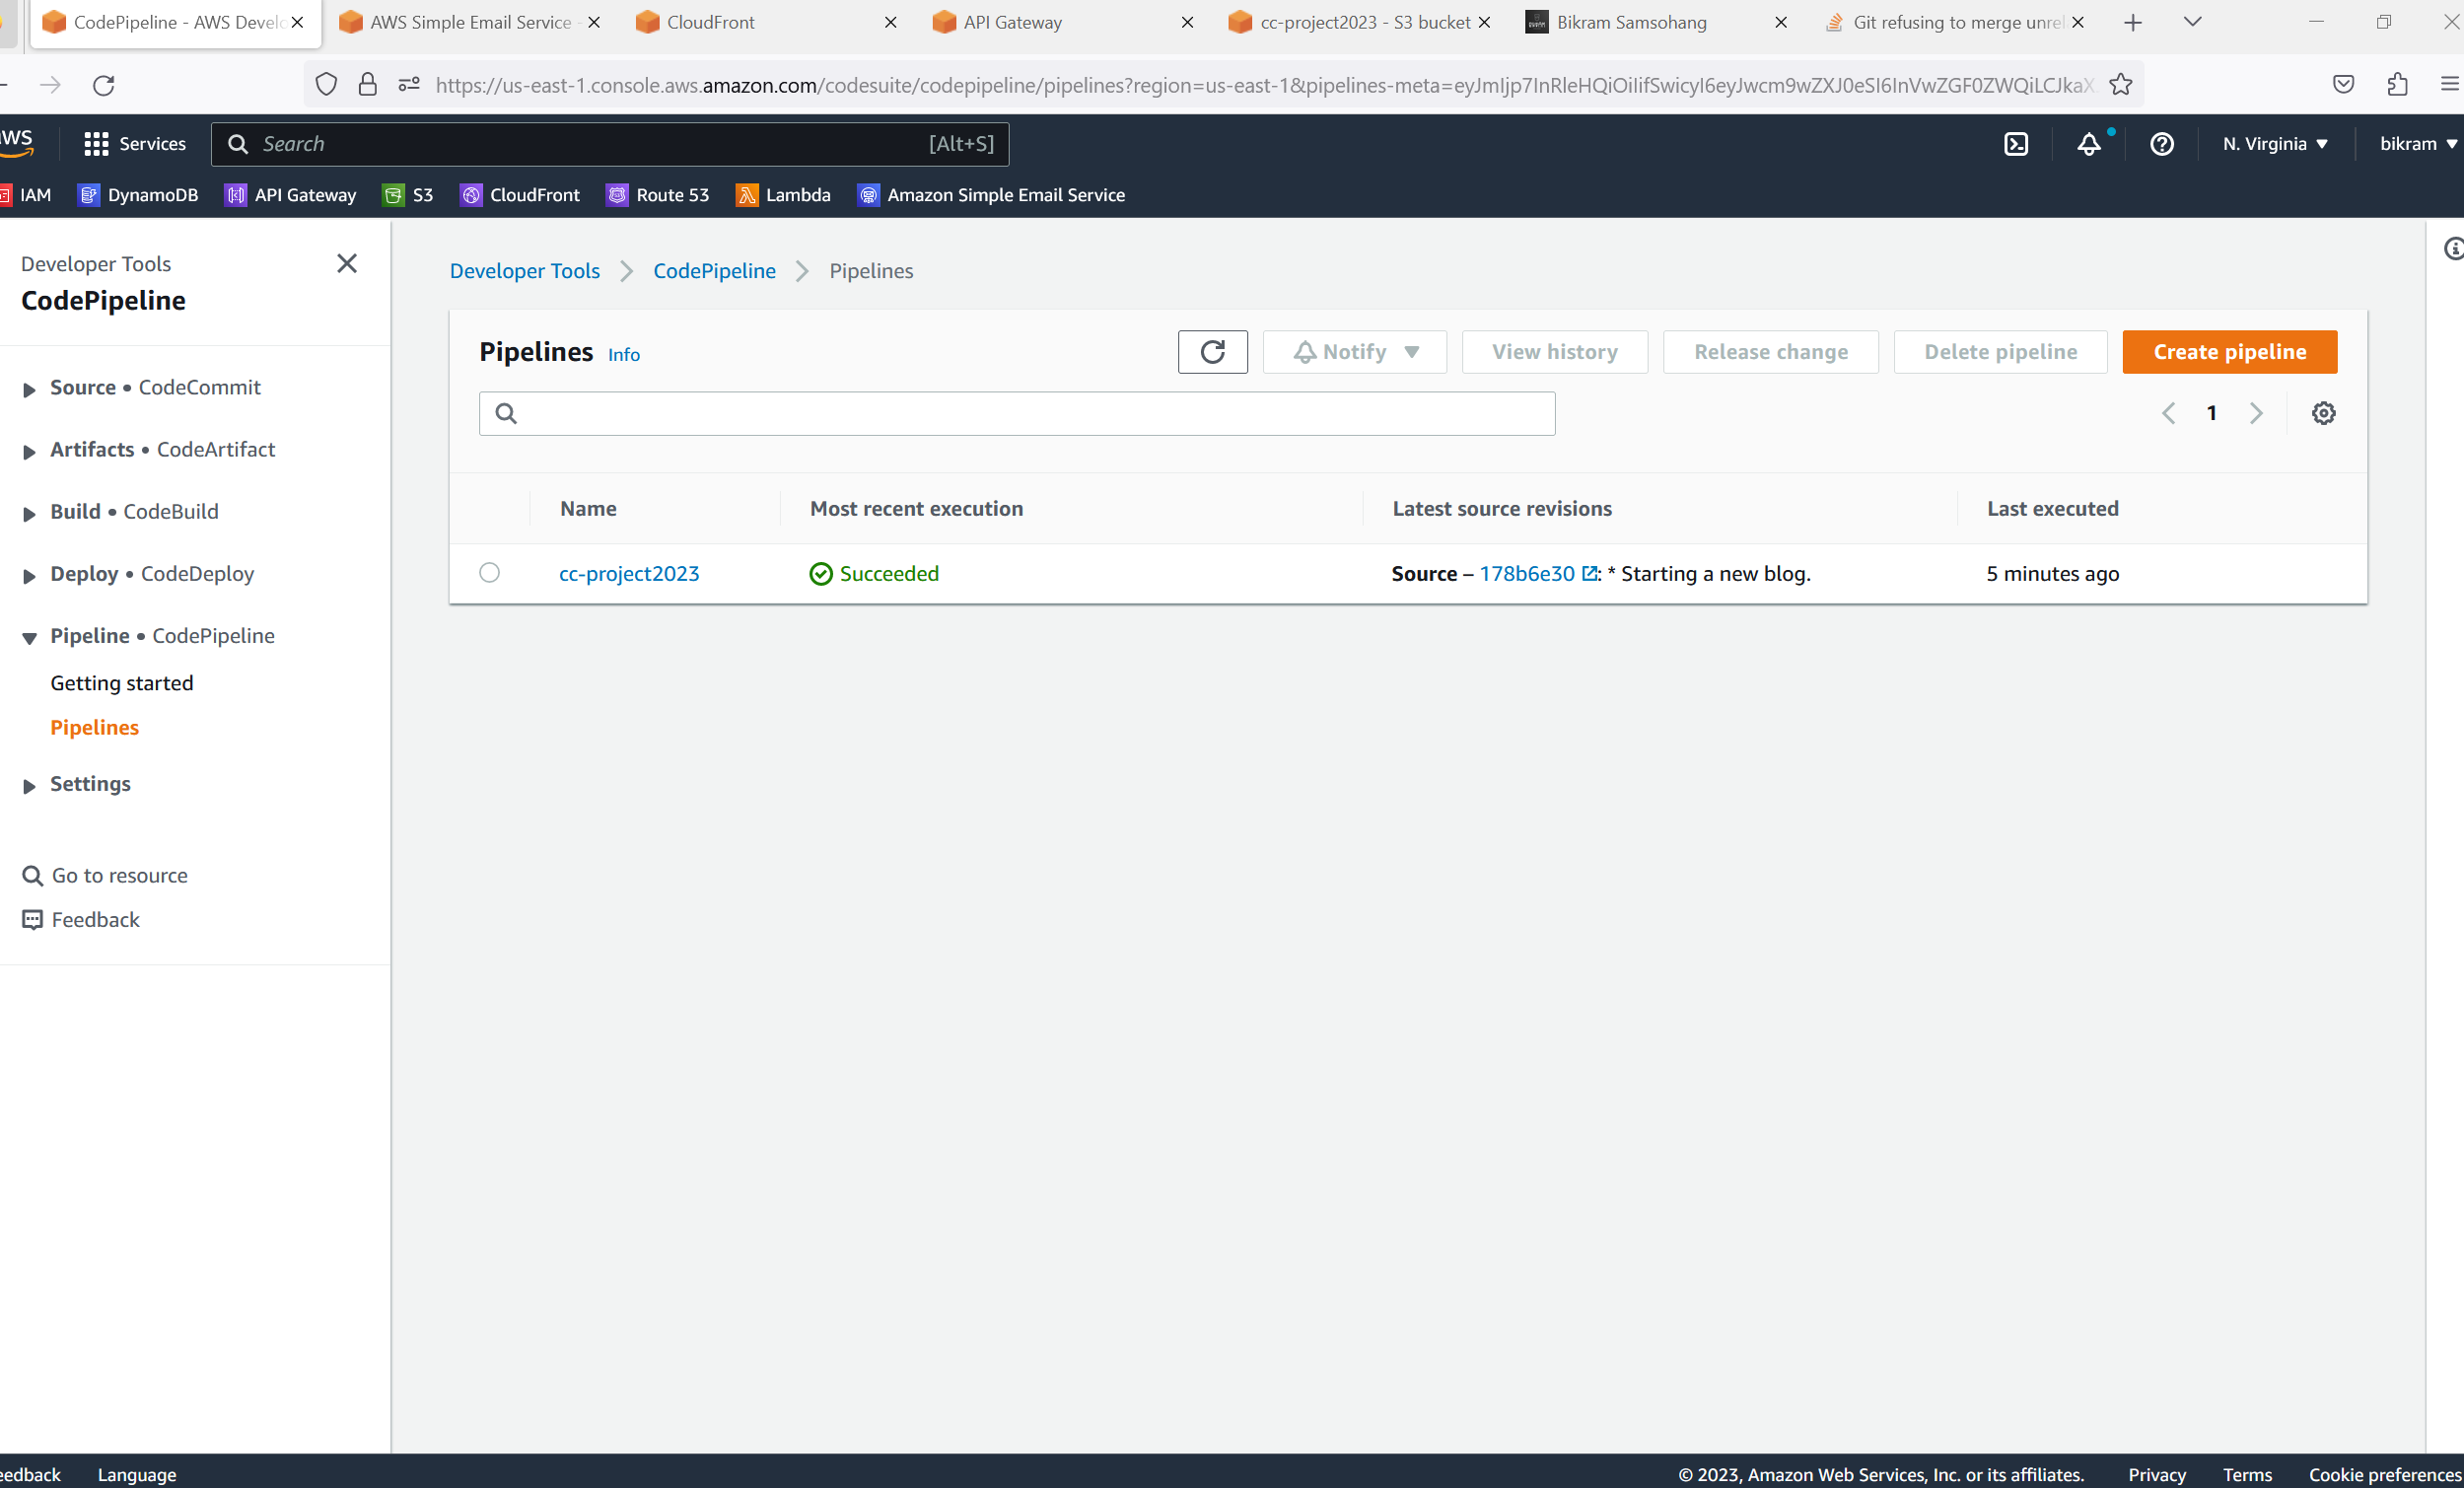 CodePipeline - AWS Develo
AWS Simple Email Service -
CloudFront
API Gateway
cc-project2023 - S3 bucket
Bikram Samsohang
Git refusing to merge unrel
https://us-east-1.console.aws.amazon.com/codesuite/codepipeline/pipelines?region=us-east-1&pipelines-meta=
Services
Search
[Alt+S]
N. Virginia
bikram
IAM
DynamoDB
API Gateway
S3
CloudFront
Route 53
Lambda
Amazon Simple Email Service
Developer Tools
CodePipeline
Source • CodeCommit
Artifacts • CodeArtifact
Build • CodeBuild
Deploy • CodeDeploy
Pipeline • CodePipeline
Getting started
Pipelines
Settings
Go to resource
Feedback
Developer Tools > CodePipeline > Pipelines
Pipelines Info
Notify
View history
Release change
Delete pipeline
Create pipeline
1
Name Most recent execution Latest source revisions Last executed
cc-project2023 Succeeded Source – 178b6e30 : * Starting a new blog. 5 minutes ago
eedback Language © 2023, Amazon Web Services, Inc. or its affiliates. Privacy Terms Cookie preferences